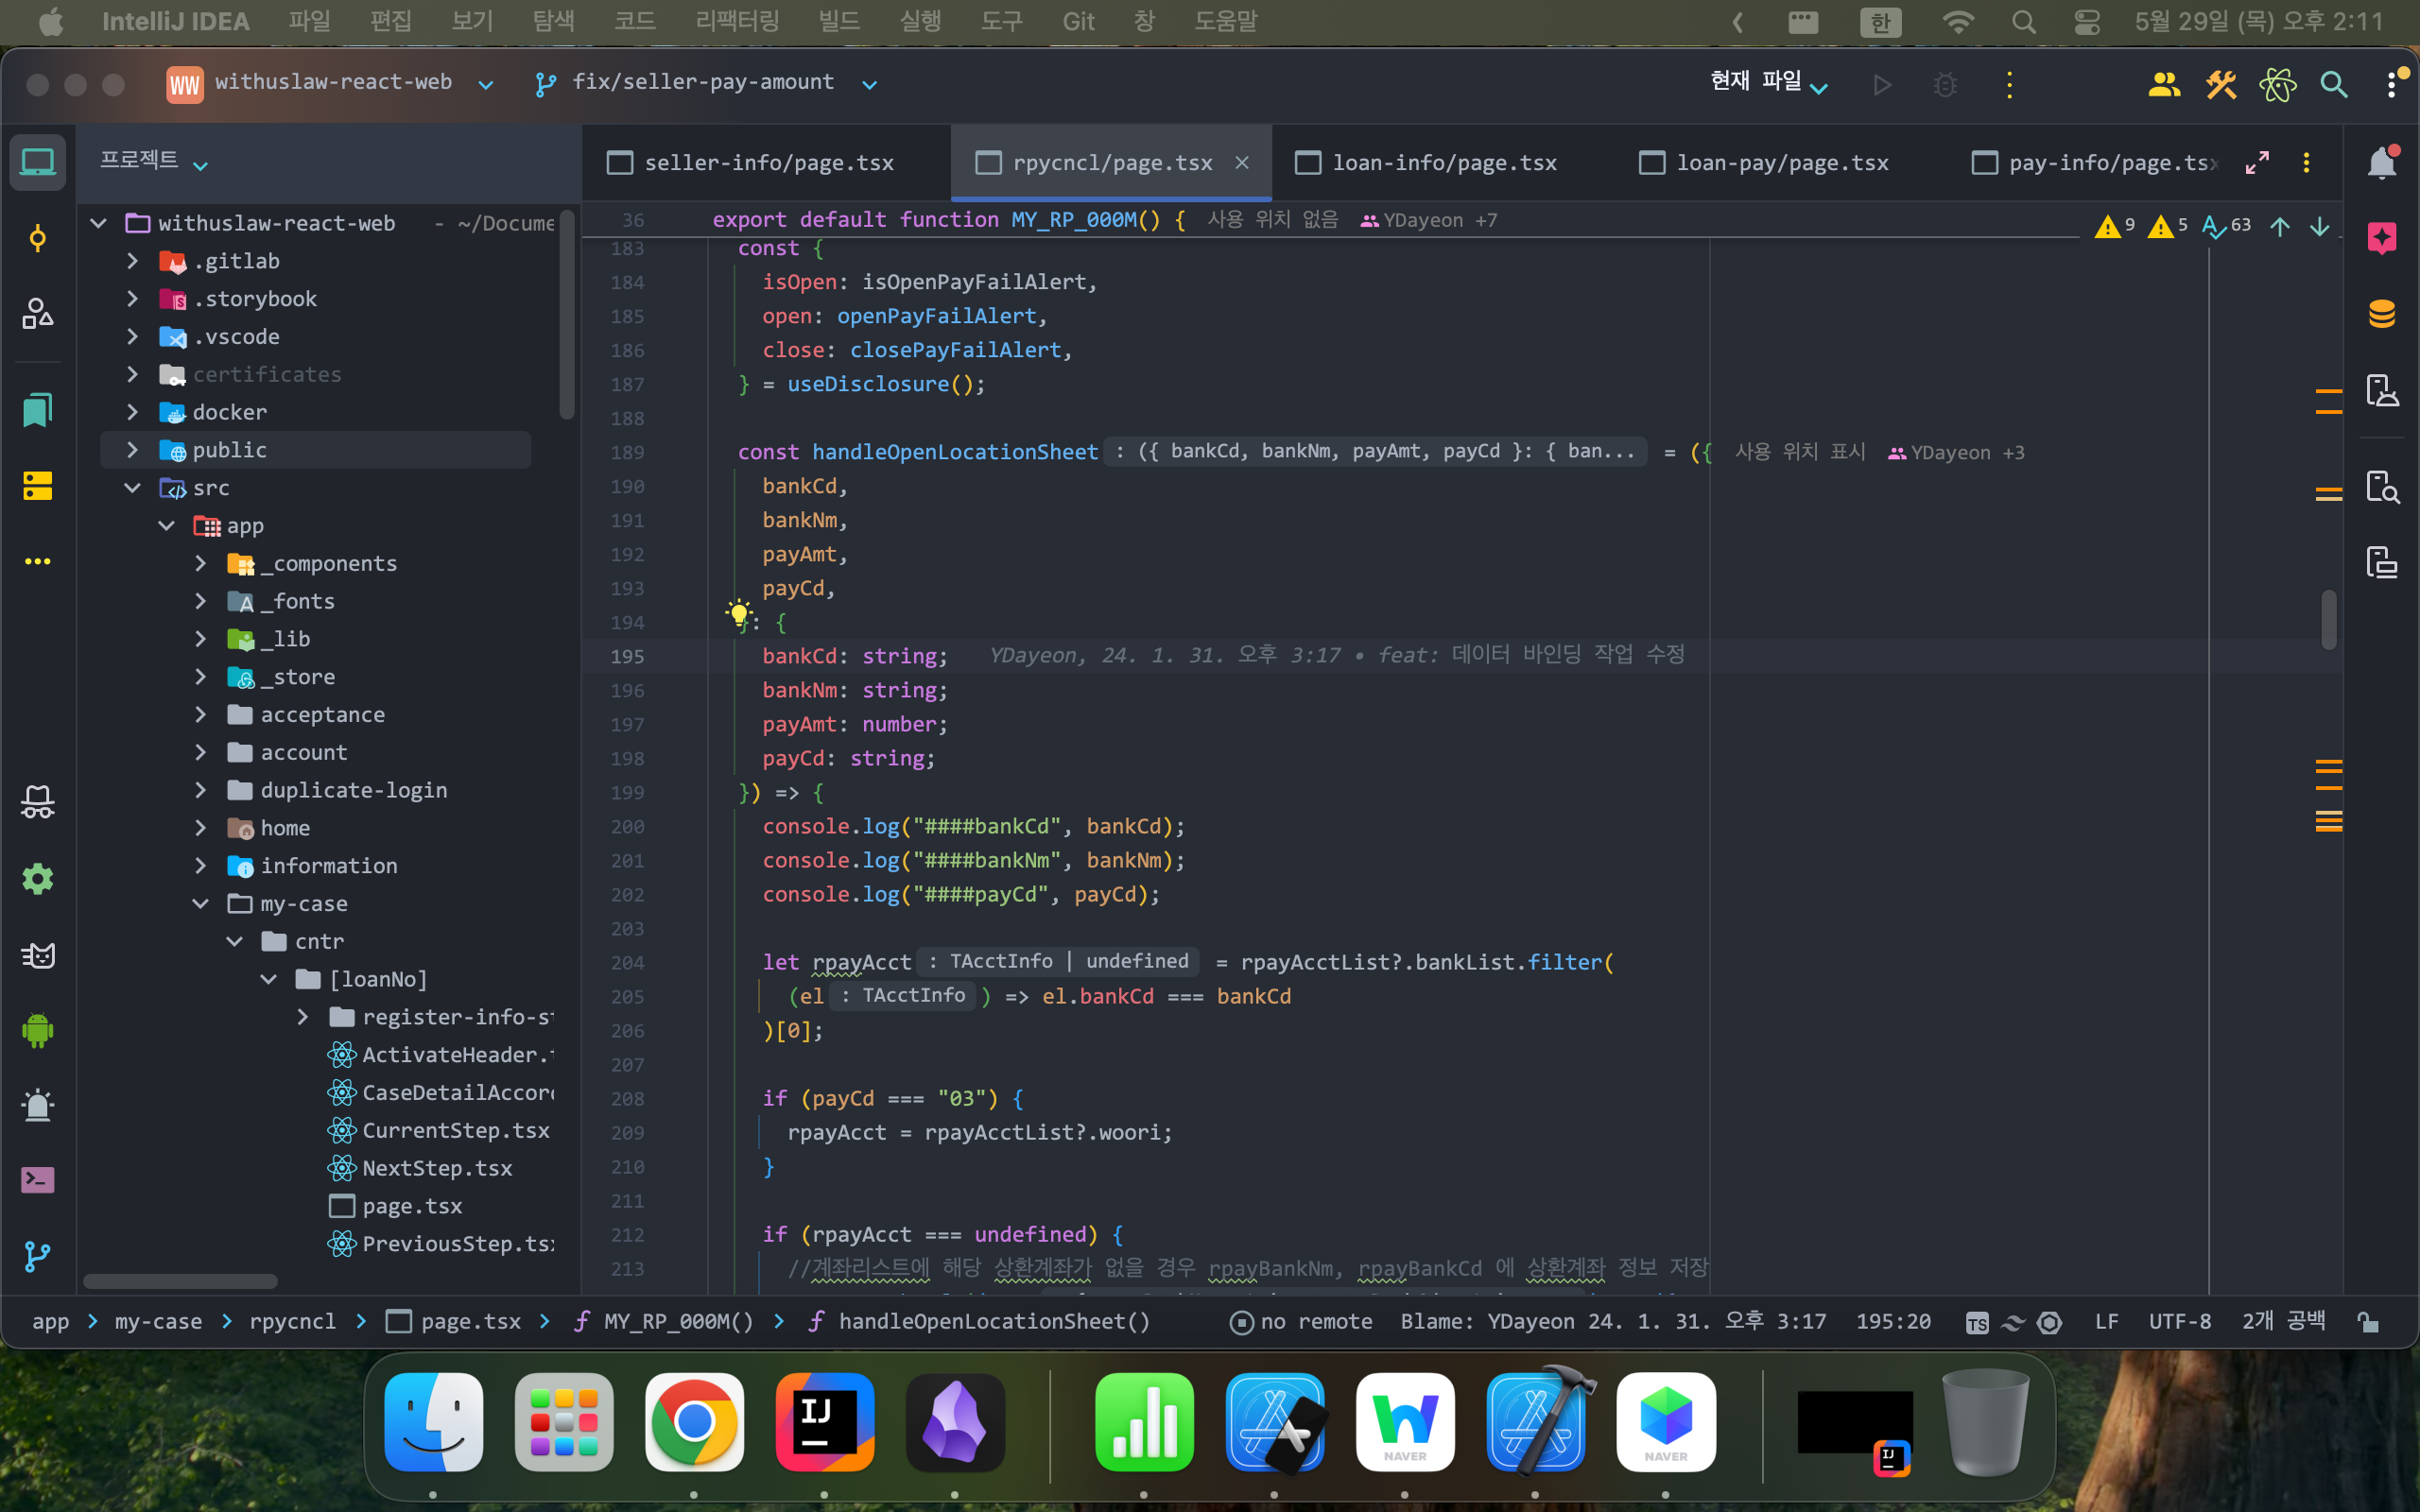 IntelliJ IDEA 파일 편집 보기 탐색 코드 리팩터링 빌드 실행 도구 Git 창 도움말 한 5월 29일 (목) 오후 2:11
WW withuslaw-react-web fix/seller-pay-amount 현재 파일
프로젝트
seller-info/page.tsx rpycncl/page.tsx loan-info/page.tsx loan-pay/page.tsx pay-info/page.tsx
withuslaw-react-web - ~/Docume
.gitlab
.storybook
.vscode
certificates
docker
public
src
app
_components
_fonts
_lib
_store
acceptance
account
duplicate-login
home
information
my-case
cntr
[loanNo]
register-info-st
ActivateHeader.t
CaseDetailAccord
CurrentStep.tsx
NextStep.tsx
page.tsx
PreviousStep.tsx
36 export default function MY_RP_000M() { 사용 위치 없음 YDayeon +7
9 5 63
183 const {
184 isOpen: isOpenPayFailAlert,
185 open: openPayFailAlert,
186 close: closePayFailAlert,
187 } = useDisclosure();
188
189 const handleOpenLocationSheet : ({ bankCd, bankNm, payAmt, payCd }: { ban... = ({ 사용 위치 표시 YDayeon +3
190 bankCd,
191 bankNm,
192 payAmt,
193 payCd,
194 }: {
195 bankCd: string; YDayeon, 24. 1. 31. 오후 3:17 • feat: 데이터 바인딩 작업 수정
196 bankNm: string;
197 payAmt: number;
198 payCd: string;
199 }) => {
200 console.log("####bankCd", bankCd);
201 console.log("####bankNm", bankNm);
202 console.log("####payCd", payCd);
203
204 let rpayAcct : TAcctInfo | undefined = rpayAcctList?.bankList.filter(
205 (el : TAcctInfo ) => el.bankCd === bankCd
206 )[0];
207
208 if (payCd === "03") {
209 rpayAcct = rpayAcctList?.woori;
210 }
211
212 if (rpayAcct === undefined) {
213 //계좌리스트에 해당 상환계좌가 없을 경우 rpayBankNm, rpayBankCd 에 상환계좌 정보 저장
app my-case rpycncl page.tsx MY_RP_000M() handleOpenLocationSheet() no remote Blame: YDayeon 24. 1. 31. 오후 3:17 195:20 TS LF UTF-8 2개 공백
IJ NAVER NAVER IJ